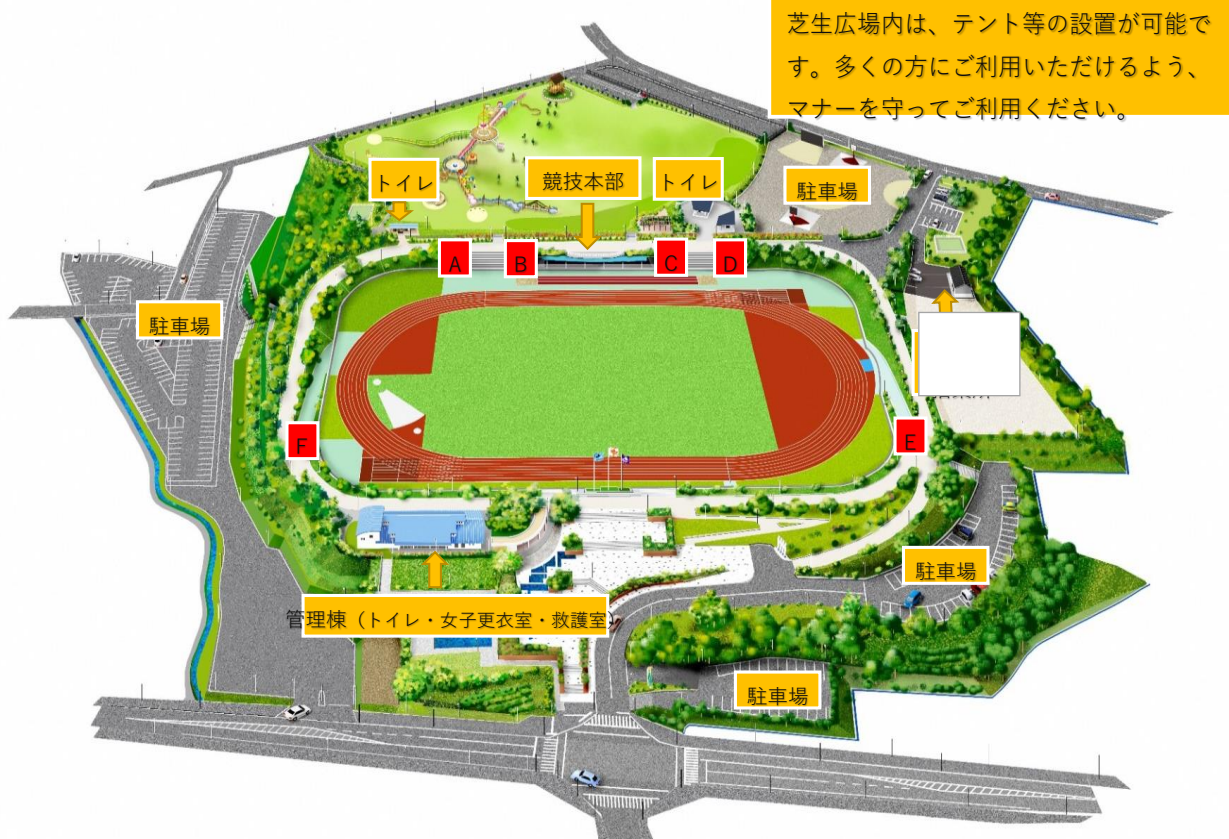 芝生広場内は、テント等の設置が可能で
す。多くの方にご利用いただけるよう、
マナーを守ってご利用ください。
トイレ
競技本部
トイレ
駐車場
A
B
C
D
駐車場
F
E
駐車場
管理棟（トイレ・女子更衣室・救護室）
駐車場